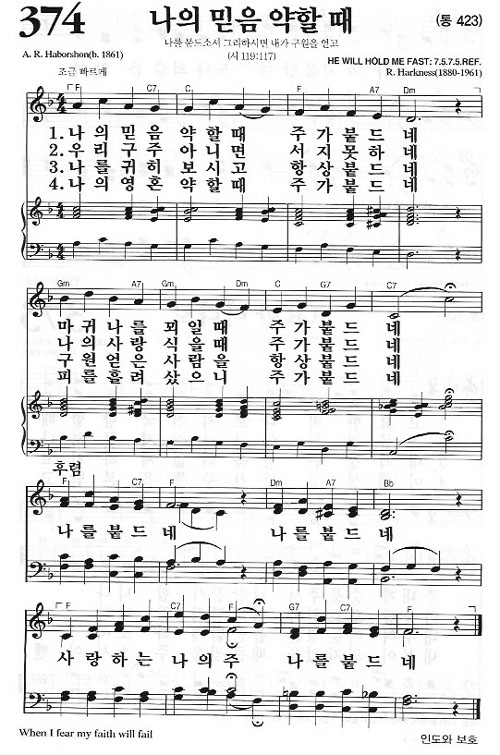 374
나의 믿음 약할 때
(통 423)
나를 붙드소서 그리하시면 내가 구원을 얻고
(시 119:117)
A. R. Haborshon(b. 1861)
HE WILL HOLD ME FAST: 7.5.7.5.REF.
R. Harkness(1880-1961)
조금 빠르게
F C7 C F A7 Dm
1.나의 믿음 약할때 주가붙드네
2.우리구주 아니면 서지못하네
3.나를귀히 보시고 항상붙드네
4.나의영혼 약할때 주가붙드네
Gm A7 Gm Dm C F G7 C7
마귀나를 꾀일때 주가붙드네
나의사랑 식을때 주가붙드네
구원얻은 사람을 항상붙드네
피를흘려 샀으니 주가붙드네
후렴
F C7 F Dm A7 Bb
나를붙드네 나를붙드네
F C7 F G7 C7 F
사랑하는 나의주 나를붙드네
When I fear my faith will fail
인도와 보호